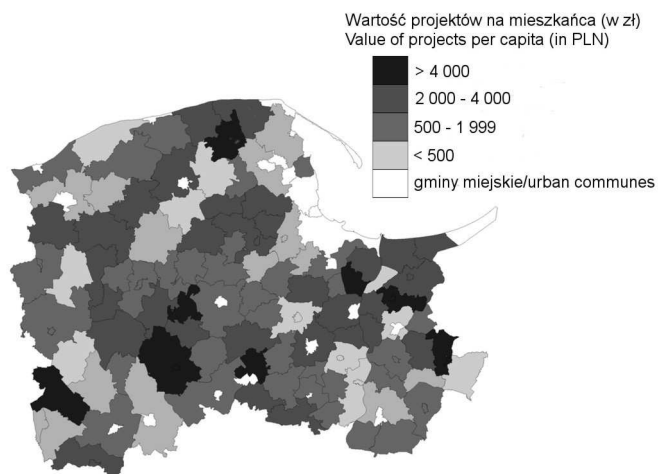 Wartość projektów na mieszkańca (w zł)
Value of projects per capita (in PLN)
> 4 000
2 000 - 4 000
500 - 1 999
< 500
gminy miejskie/urban communes